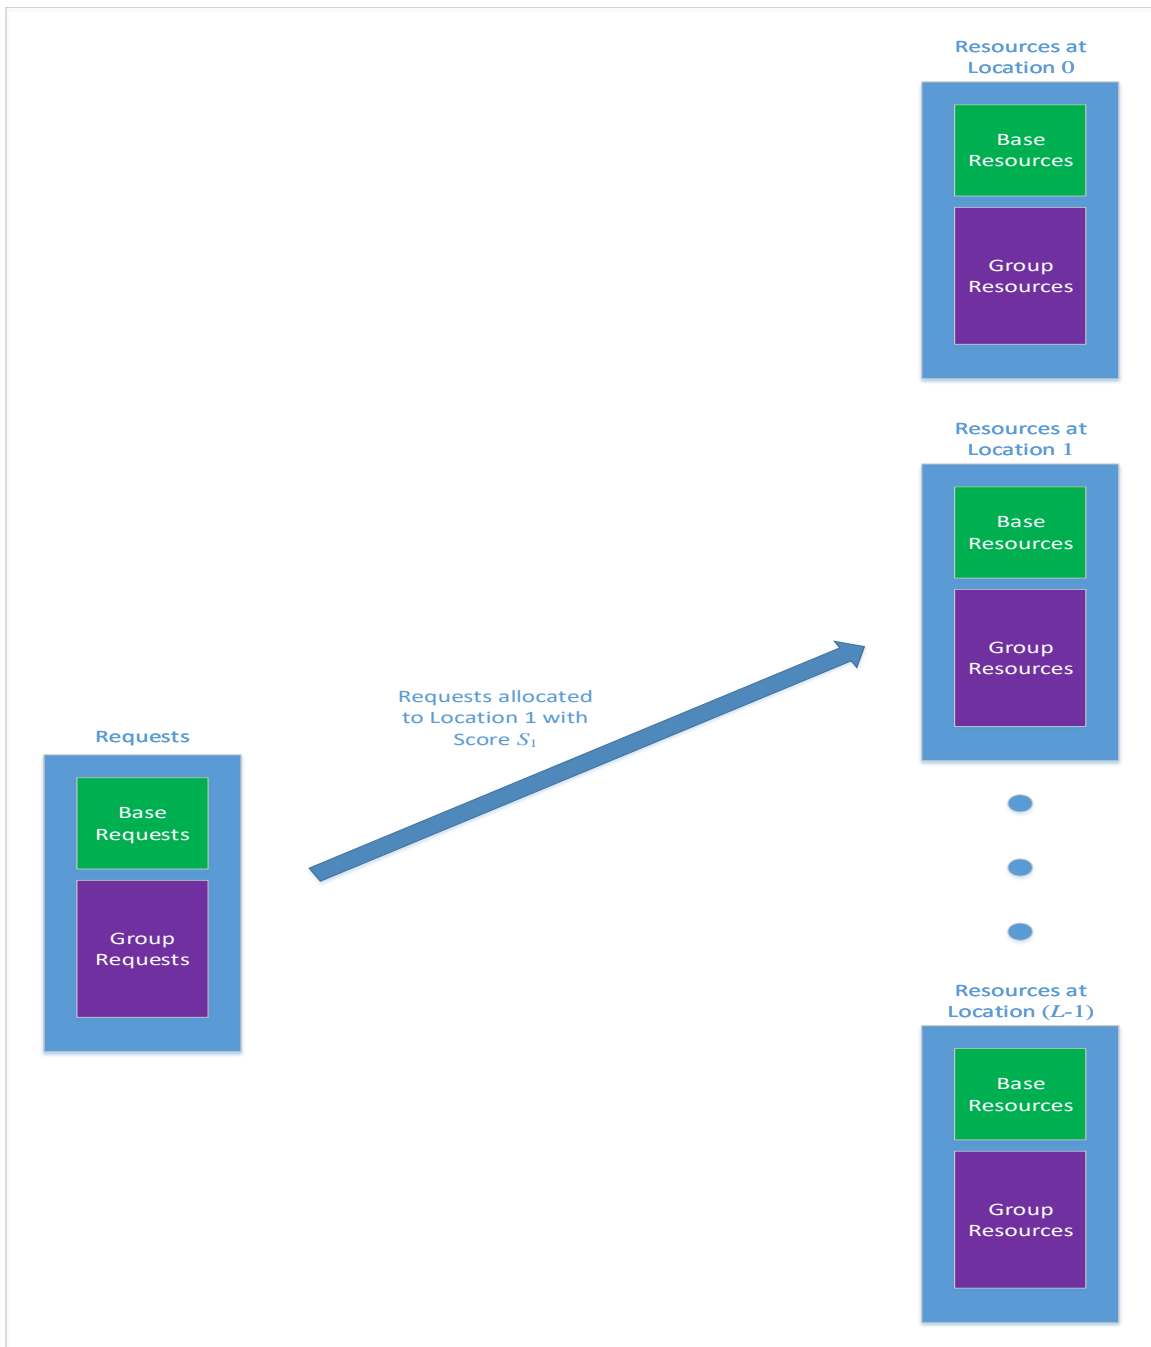 Resources at
Location 0
Base
Resources
Group
Resources
Resources at
Location 1
Base
Resources
Group
Resources
Requests allocated
to Location 1 with
Score S₁
Requests
Base
Requests
Group
Requests
Resources at
Location (L-1)
Base
Resources
Group
Resources